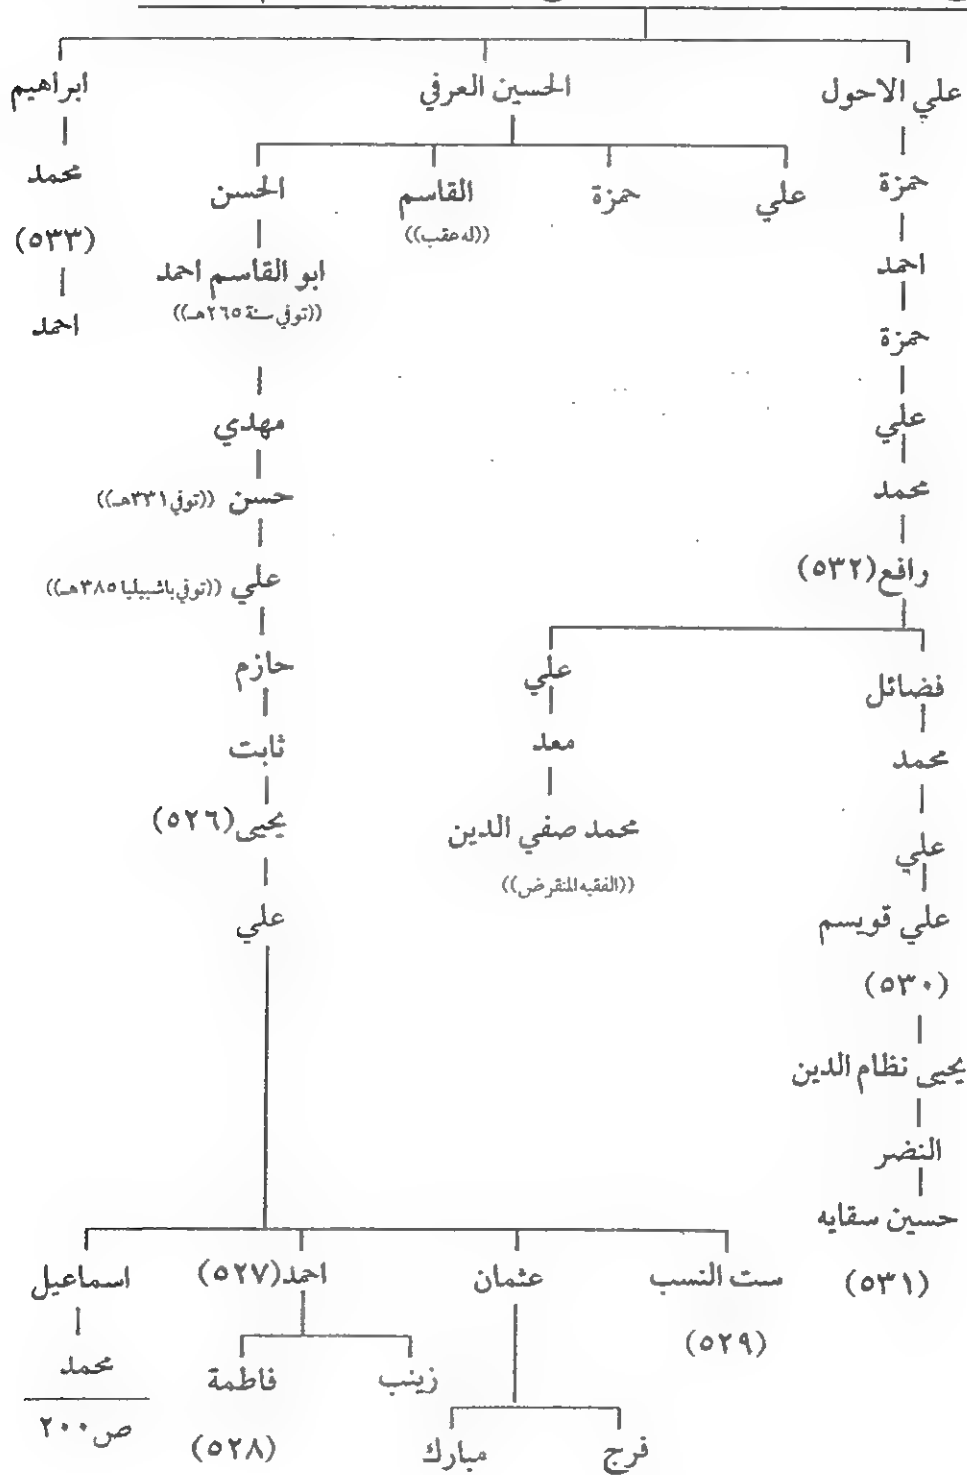 علي الاحول    الحسين العرفي    ابراهيم
حمزة    علي    حمزة    القاسم    الحسن    محمد
((له عقب))    (٥٣٣)
احمد    ابو القاسم احمد    احمد
((توفي سنة ٢٦٥هـ))
حمزة
علي    مهدي
محمد    حسن ((توفي ٣٣١هـ))
رافع (٥٣٢)    علي ((توفي باشبيليا ٣٨٥هـ))
فضائل    علي    حازم
محمد    معد    ثابت
علي    محمد صفي الدين    يحيى (٥٢٦)
((الفقيه المنقرض))
علي قويسم    علي
(٥٣٠)
يحيى نظام الدين
النضر
حسين سقايه
(٥٣١)    ست النسب    عثمان    احمد (٥٢٧)    اسماعيل
(٥٢٩)
زينب    فاطمة    محمد
فرج    مبارك    (٥٢٨)    ص٢٠٠